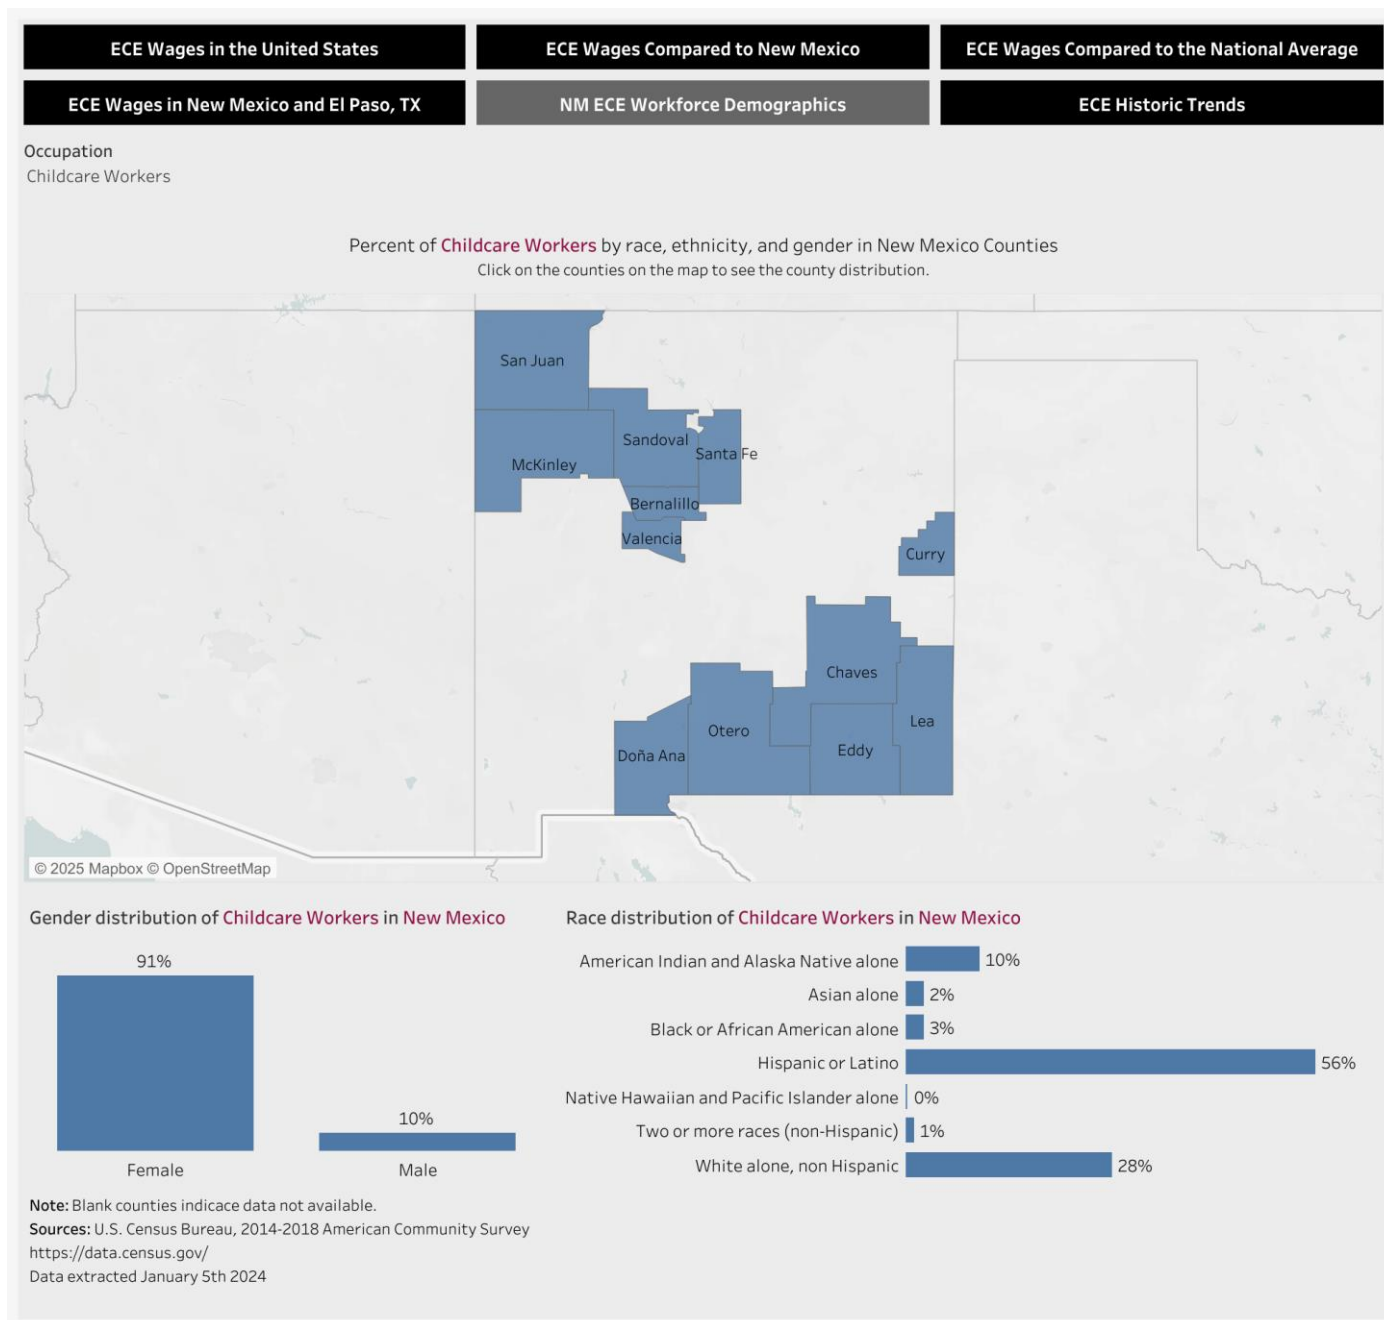 ECE Wages in the United States
ECE Wages Compared to New Mexico
ECE Wages Compared to the National Average
ECE Wages in New Mexico and El Paso, TX
NM ECE Workforce Demographics
ECE Historic Trends
Occupation
Childcare Workers
Percent of Childcare Workers by race, ethnicity, and gender in New Mexico Counties
Click on the counties on the map to see the county distribution.
San Juan
Sandoval
Santa Fe
McKinley
Bernalillo
Valencia
Curry
Chaves
Lea
Otero
Eddy
Doña Ana
© 2025 Mapbox © OpenStreetMap
Gender distribution of Childcare Workers in New Mexico
91%
10%
Female
Male
Race distribution of Childcare Workers in New Mexico
American Indian and Alaska Native alone 10%
Asian alone 2%
Black or African American alone 3%
Hispanic or Latino 56%
Native Hawaiian and Pacific Islander alone 0%
Two or more races (non-Hispanic) 1%
White alone, non Hispanic 28%
Note: Blank counties indicace data not available.
Sources: U.S. Census Bureau, 2014-2018 American Community Survey
https://data.census.gov/
Data extracted January 5th 2024